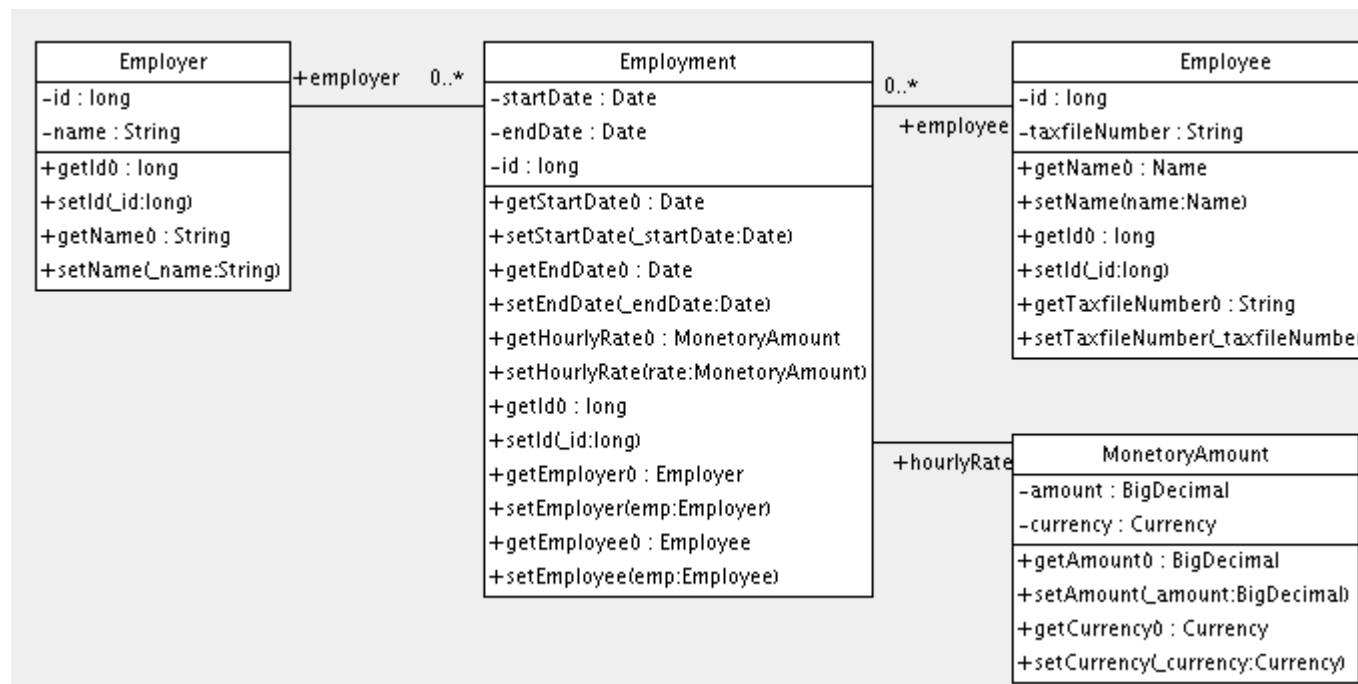 Employer
-id : long
-name : String
+getId() : long
+setId(_id:long)
+getName() : String
+setName(_name:String)
+employer 0..*
Employment
-startDate : Date
-endDate : Date
-id : long
+getStartDate() : Date
+setStartDate(_startDate:Date)
+getEndDate() : Date
+setEndDate(_endDate:Date)
+getHourlyRate() : MonetoryAmount
+setHourlyRate(rate:MonetoryAmount)
+getId() : long
+setId(_id:long)
+getEmployer() : Employer
+setEmployer(emp:Employer)
+getEmployee() : Employee
+setEmployee(emp:Employee)
0..*
+employee
Employee
-id : long
-taxfileNumber : String
+getName() : Name
+setName(name:Name)
+getId() : long
+setId(_id:long)
+getTaxfileNumber() : String
+setTaxfileNumber(_taxfileNumber
+hourlyRate
MonetoryAmount
-amount : BigDecimal
-currency : Currency
+getAmount() : BigDecimal
+setAmount(_amount:BigDecimal)
+getCurrency() : Currency
+setCurrency(_currency:Currency)